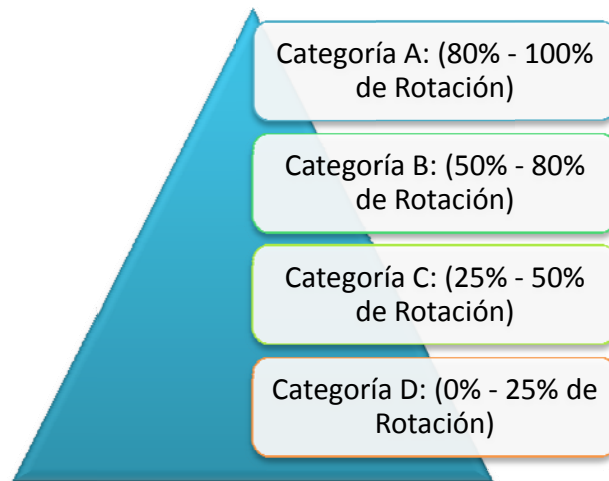 Categoría A: (80% - 100%
de Rotación)
Categoría B: (50% - 80%
de Rotación)
Categoría C: (25% - 50%
de Rotación)
Categoría D: (0% - 25% de
Rotación)